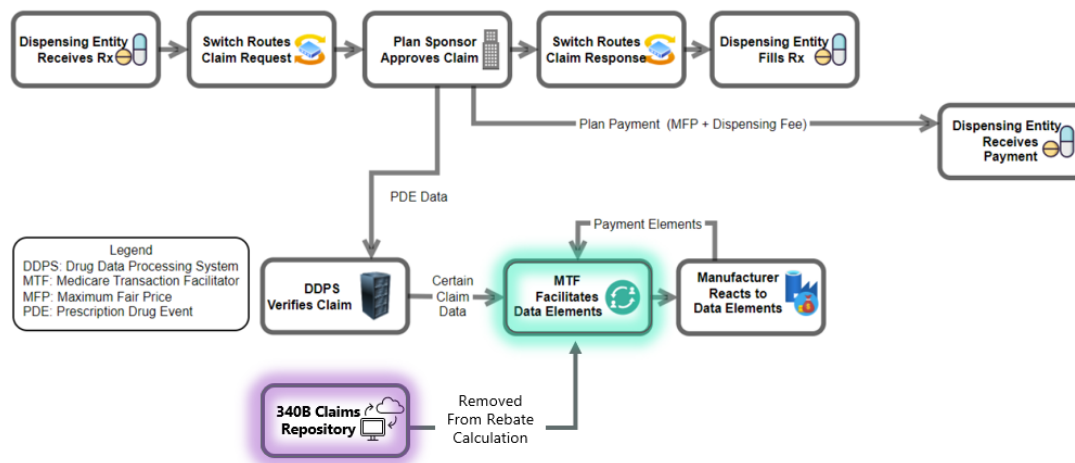 Dispensing Entity
Receives Rx
Switch Routes
Claim Request
Plan Sponsor
Approves Claim
Switch Routes
Claim Response
Dispensing Entity
Fills Rx
Plan Payment (MFP + Dispensing Fee)
Dispensing Entity
Receives
Payment
PDE Data
Payment Elements
Legend
DDPS: Drug Data Processing System
MTF: Medicare Transaction Facilitator
MFP: Maximum Fair Price
PDE: Prescription Drug Event
DDPS
Verifies Claim
Certain
Claim
Data
MTF
Facilitates
Data Elements
Manufacturer
Reacts to
Data Elements
340B Claims
Repository
Removed
From Rebate
Calculation